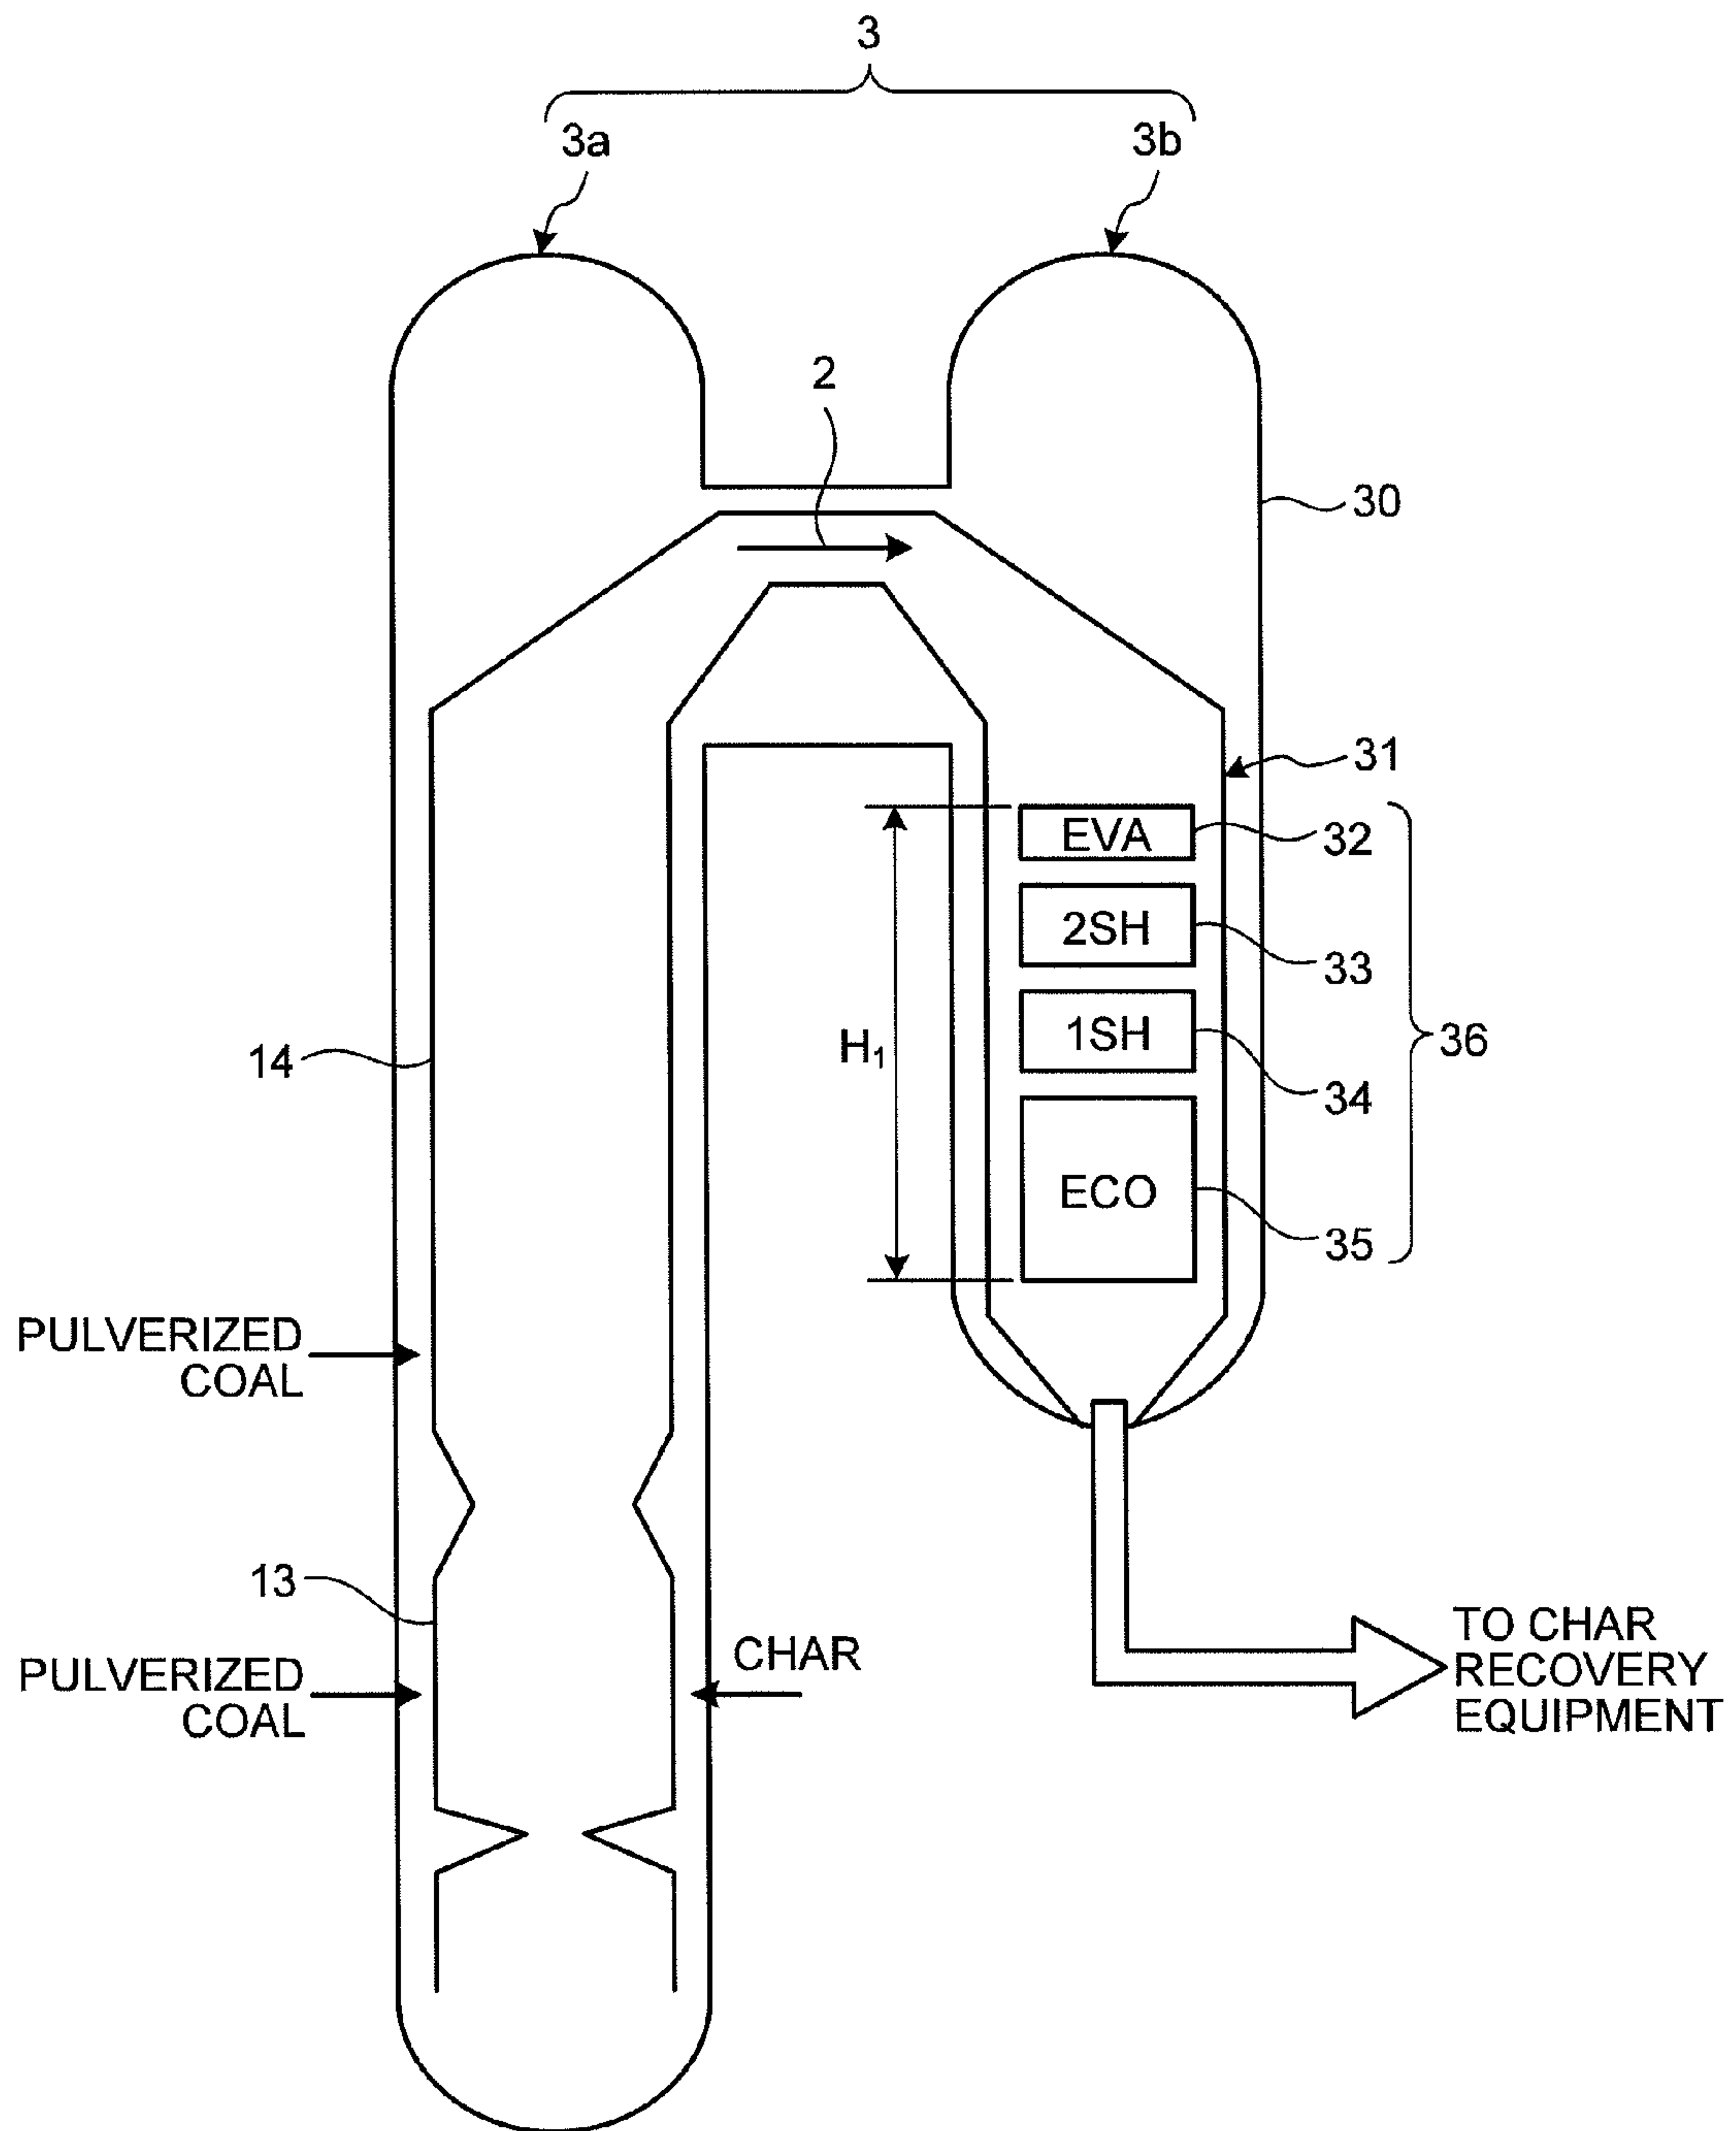 3
3a
3b
2
30
31
EVA
32
2SH
33
1SH
34
H1
36
14
ECO
35
PULVERIZED
COAL
13
CHAR
PULVERIZED
COAL
TO CHAR
RECOVERY
EQUIPMENT